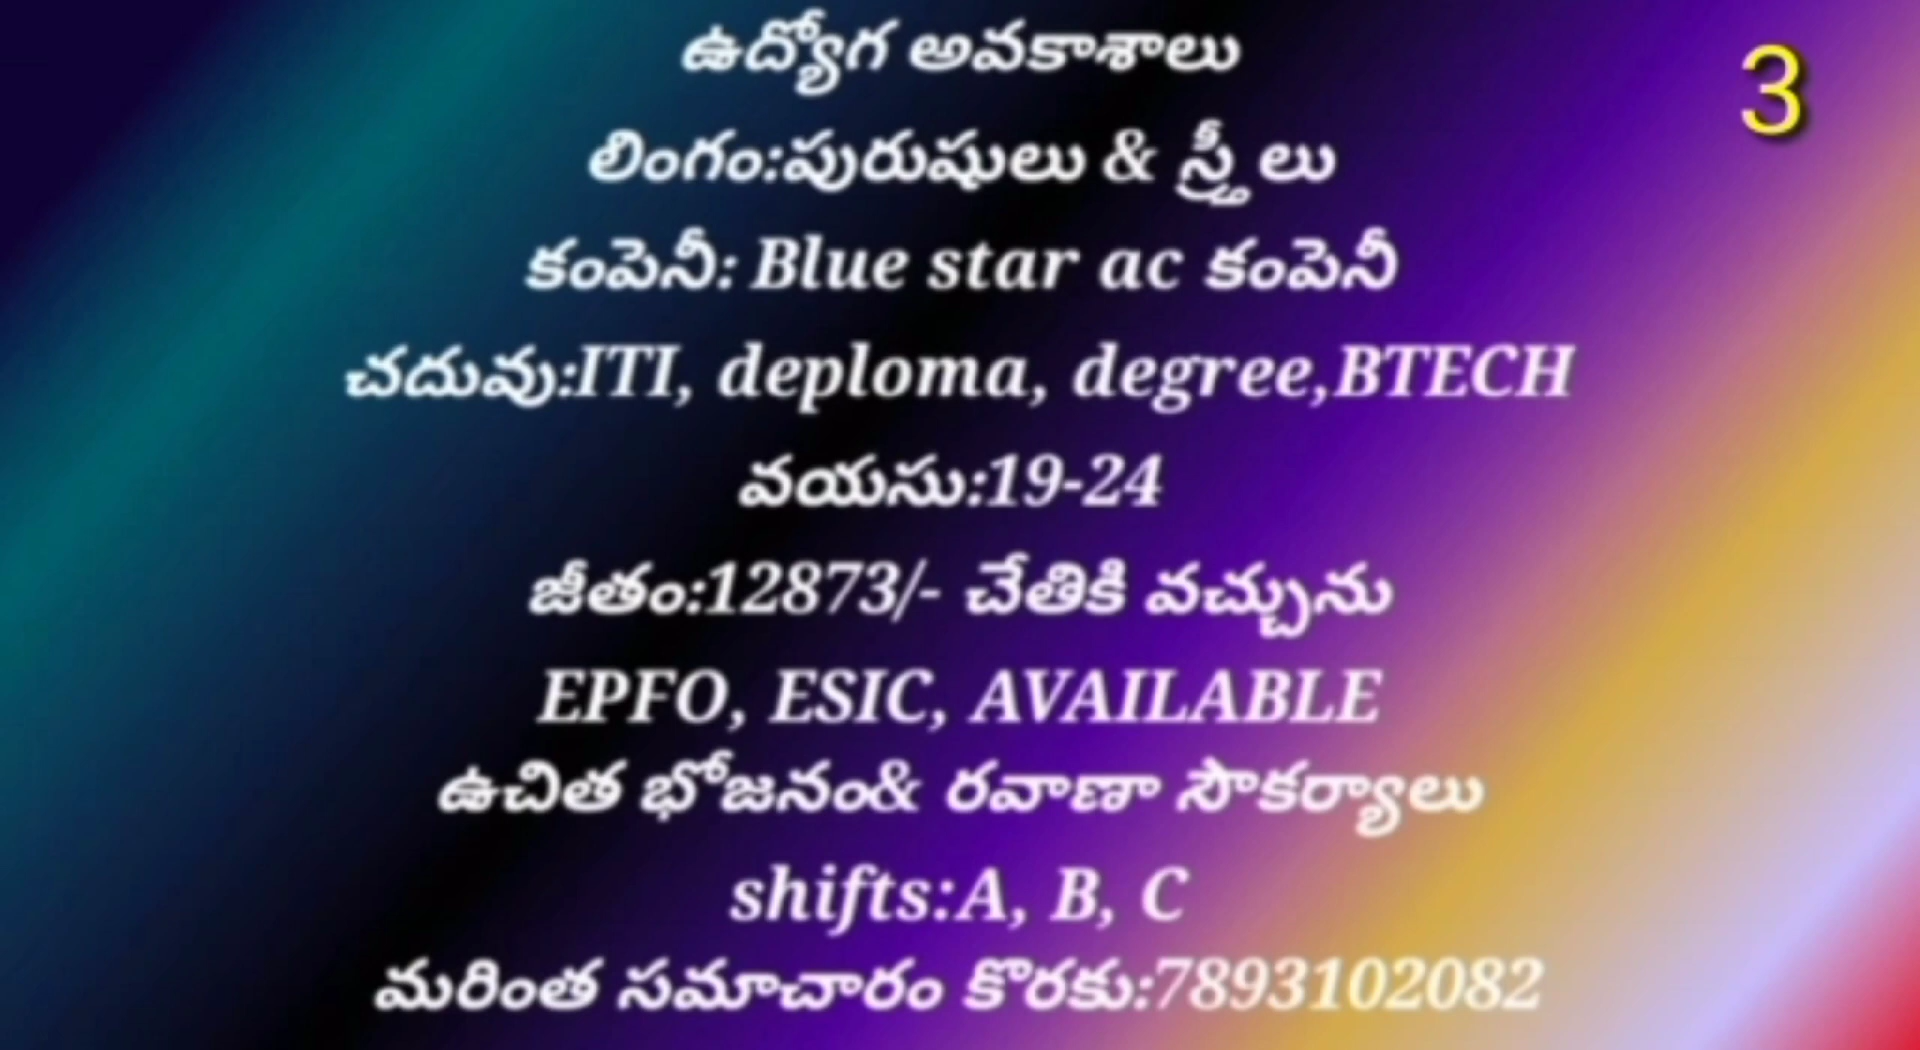 ఉద్యోగ అవకాశాలు
3
లింగం:పురుషులు & స్త్రీలు
కంపెనీ: Blue star ac కంపెనీ
చదువు:ITI, deploma, degree,BTECH
వయసు:19-24
జీతం:12873/- చేతికి వచ్చును
EPFO, ESIC, AVAILABLE
ఉచిత భోజనం& రవాణా సౌకర్యాలు
shifts:A, B, C
మరింత సమాచారం కొరకు:7893102082